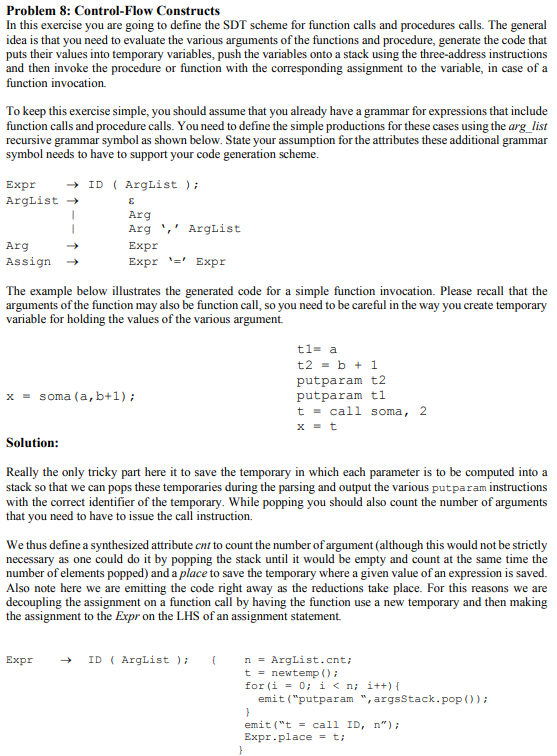 Problem 8: Control-Flow Constructs
In this exercise you are going to define the SDT scheme for function calls and procedures calls. The general
idea is that you need to evaluate the various arguments of the functions and procedure, generate the code that
puts their values into temporary variables, push the variables onto a stack using the three-address instructions
and then invoke the procedure or function with the corresponding assignment to the variable, in case of a
function invocation.
To keep this exercise simple, you should assume that you already have a grammar for expressions that include
function calls and procedure calls. You need to define the simple productions for these cases using the arg_list
recursive grammar symbol as shown below. State your assumption for the attributes these additional grammar
symbol needs to have to support your code generation scheme.
Expr → ID ( ArgList );
ArgList → ε
| Arg
| Arg ‘,’ ArgList
Arg → Expr
Assign → Expr ‘=’ Expr
The example below illustrates the generated code for a simple function invocation. Please recall that the
arguments of the function may also be function call, so you need to be careful in the way you create temporary
variable for holding the values of the various argument.
t1= a
t2 = b + 1
putparam t2
x = soma(a,b+1); putparam t1
t = call soma, 2
x = t
Solution:
Really the only tricky part here it to save the temporary in which each parameter is to be computed into a
stack so that we can pops these temporaries during the parsing and output the various putparam instructions
with the correct identifier of the temporary. While popping you should also count the number of arguments
that you need to have to issue the call instruction.
We thus define a synthesized attribute cnt to count the number of argument (although this would not be strictly
necessary as one could do it by popping the stack until it would be empty and count at the same time the
number of elements popped) and a place to save the temporary where a given value of an expression is saved.
Also note here we are emitting the code right away as the reductions take place. For this reasons we are
decoupling the assignment on a function call by having the function use a new temporary and then making
the assignment to the Expr on the LHS of an assignment statement.
Expr → ID ( ArgList ); { n = ArgList.cnt;
t = newtemp();
for(i = 0; i < n; i++){
emit(“putparam “,argsStack.pop());
}
emit(“t = call ID, n”);
Expr.place = t;
}